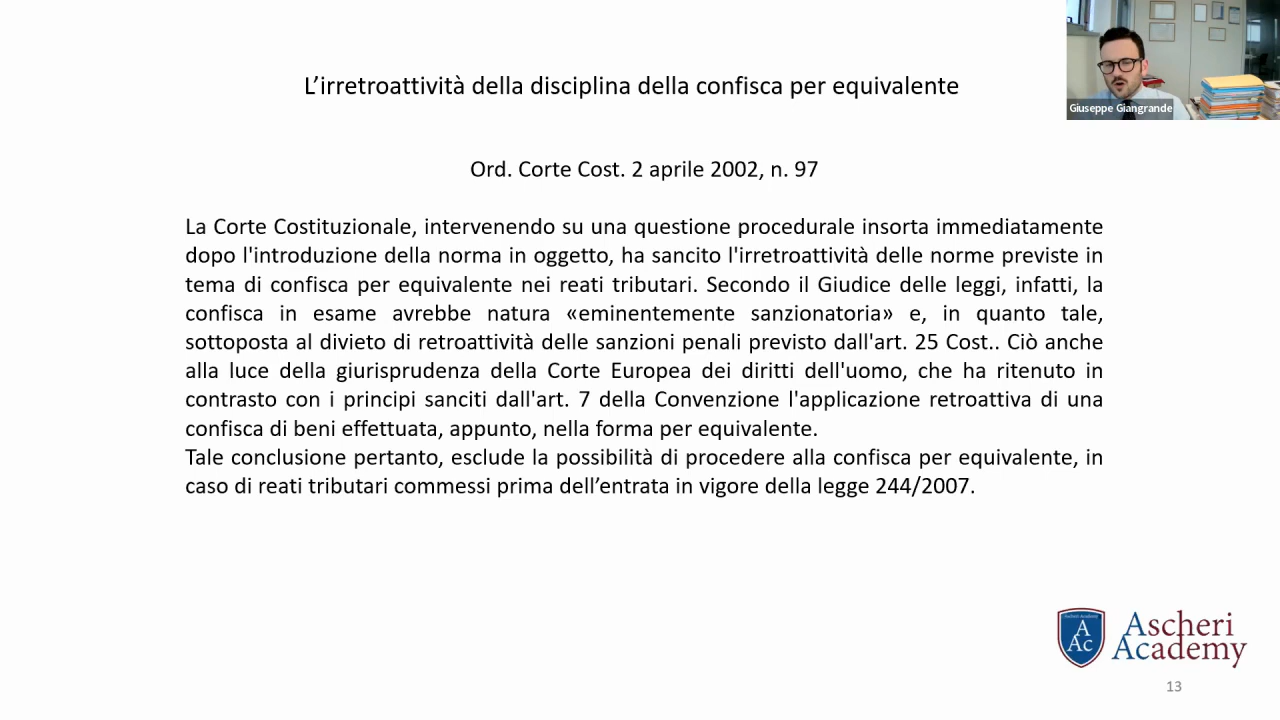 Giuseppe Giangrande
L’irretroattività della disciplina della confisca per equivalente
Ord. Corte Cost. 2 aprile 2002, n. 97
La Corte Costituzionale, intervenendo su una questione procedurale insorta immediatamente
dopo l'introduzione della norma in oggetto, ha sancito l'irretroattività delle norme previste in
tema di confisca per equivalente nei reati tributari. Secondo il Giudice delle leggi, infatti, la
confisca in esame avrebbe natura «eminentemente sanzionatoria» e, in quanto tale,
sottoposta al divieto di retroattività delle sanzioni penali previsto dall'art. 25 Cost.. Ciò anche
alla luce della giurisprudenza della Corte Europea dei diritti dell'uomo, che ha ritenuto in
contrasto con i principi sanciti dall'art. 7 della Convenzione l'applicazione retroattiva di una
confisca di beni effettuata, appunto, nella forma per equivalente.
Tale conclusione pertanto, esclude la possibilità di procedere alla confisca per equivalente, in
caso di reati tributari commessi prima dell’entrata in vigore della legge 244/2007.
A
Ac
Ascheri
Academy
13